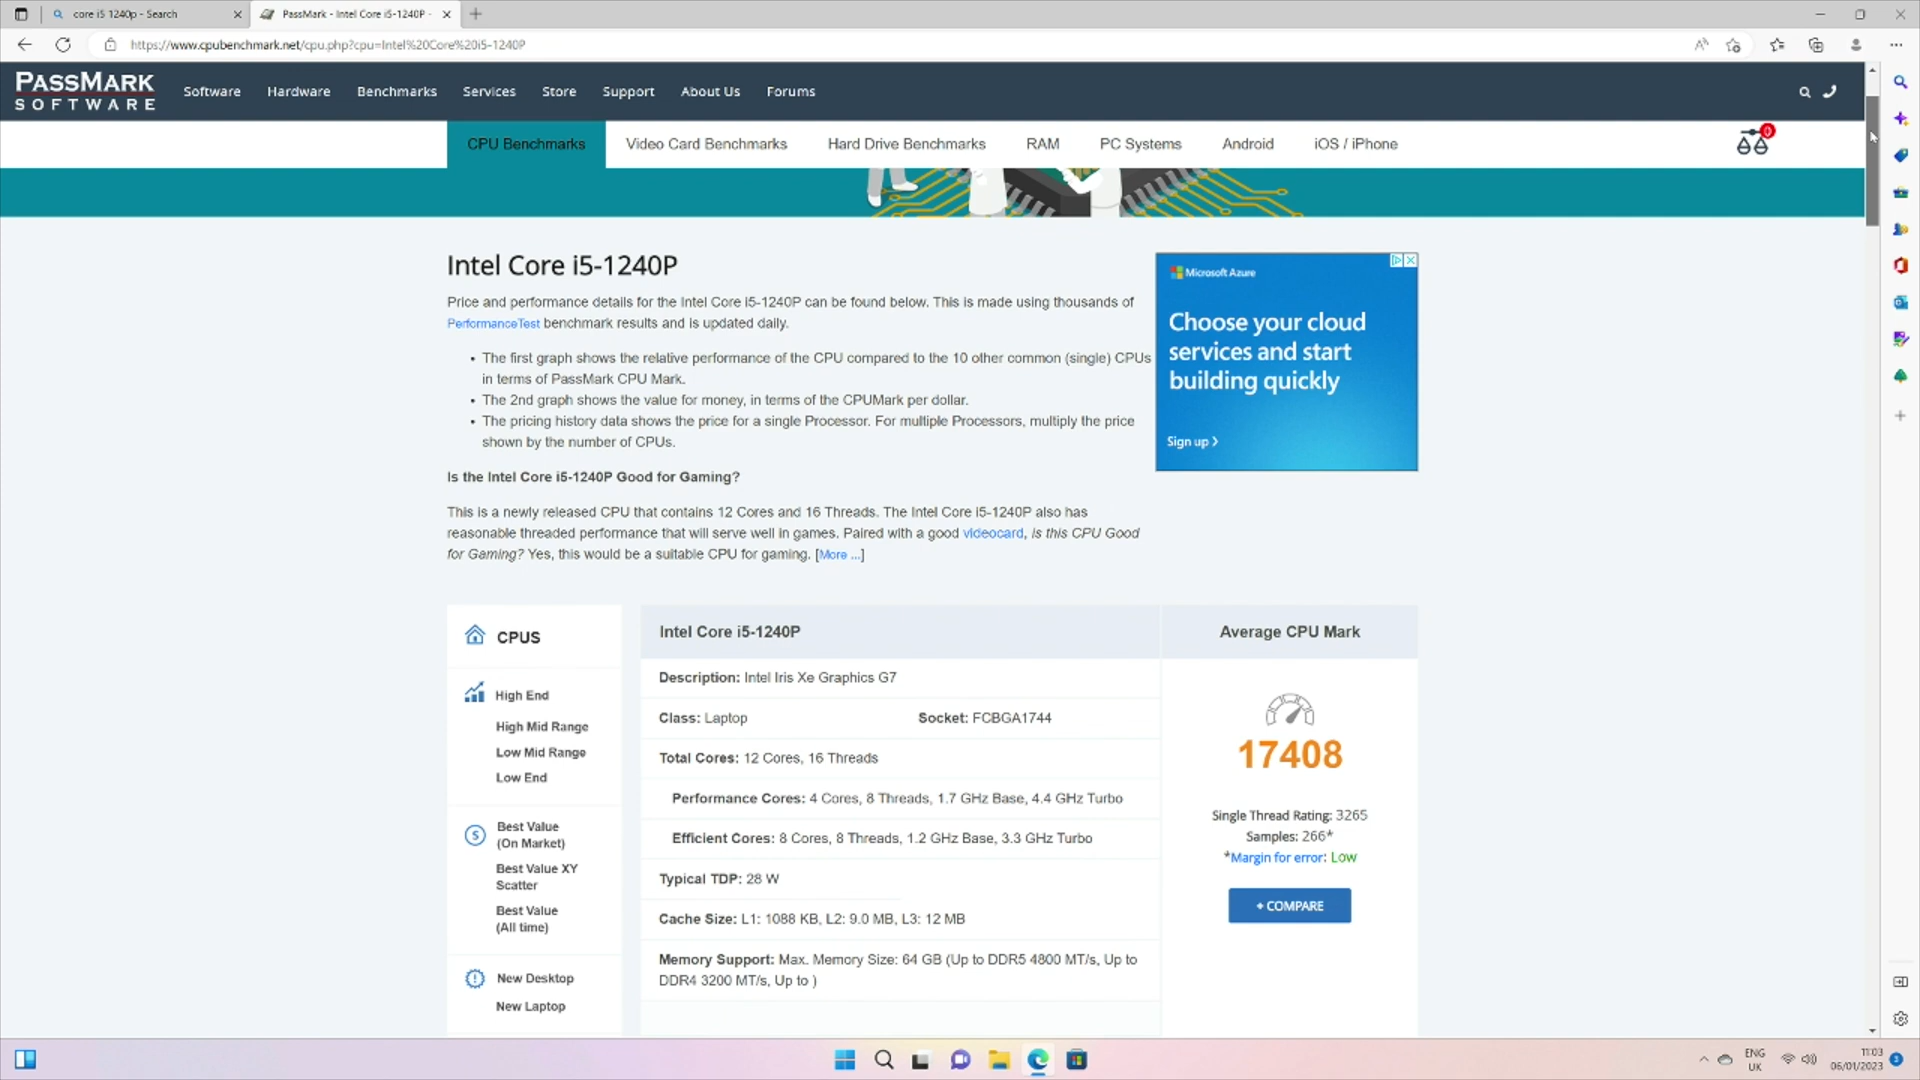 core i5 1240p - Search
PassMark - Intel Core i5-1240P -
https://www.cpubenchmark.net/cpu.php?cpu=Intel%20Core%20i5-1240P
PASSMARK
SOFTWARE
Software
Hardware
Benchmarks
Services
Store
Support
About Us
Forums
CPU Benchmarks
Video Card Benchmarks
Hard Drive Benchmarks
RAM
PC Systems
Android
iOS / iPhone
0
Intel Core i5-1240P
Price and performance details for the Intel Core i5-1240P can be found below. This is made using thousands of
PerformanceTest benchmark results and is updated daily.
• The first graph shows the relative performance of the CPU compared to the 10 other common (single) CPUs
in terms of PassMark CPU Mark.
• The 2nd graph shows the value for money, in terms of the CPUMark per dollar.
• The pricing history data shows the price for a single Processor. For multiple Processors, multiply the price
shown by the number of CPUs.
Is the Intel Core i5-1240P Good for Gaming?
This is a newly released CPU that contains 12 Cores and 16 Threads. The Intel Core i5-1240P also has
reasonable threaded performance that will serve well in games. Paired with a good videocard, is this CPU Good
for Gaming? Yes, this would be a suitable CPU for gaming. [More ...]
Microsoft Azure
Choose your cloud
services and start
building quickly
Sign up >
CPUS
High End
High Mid Range
Low Mid Range
Low End
Best Value
(On Market)
Best Value XY
Scatter
Best Value
(All time)
New Desktop
New Laptop
Intel Core i5-1240P
Description: Intel Iris Xe Graphics G7
Class: Laptop
Socket: FCBGA1744
Total Cores: 12 Cores, 16 Threads
Performance Cores: 4 Cores, 8 Threads, 1.7 GHz Base, 4.4 GHz Turbo
Efficient Cores: 8 Cores, 8 Threads, 1.2 GHz Base, 3.3 GHz Turbo
Typical TDP: 28 W
Cache Size: L1: 1088 KB, L2: 9.0 MB, L3: 12 MB
Memory Support: Max. Memory Size: 64 GB (Up to DDR5 4800 MT/s, Up to
DDR4 3200 MT/s, Up to )
Average CPU Mark
17408
Single Thread Rating: 3265
Samples: 266*
*Margin for error: Low
+ COMPARE
ENG
UK
11:03
06/01/2023